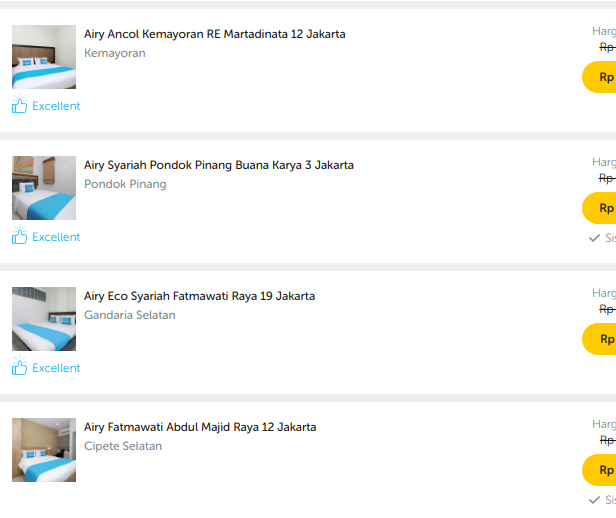 Airy Ancol Kemayoran RE Martadinata 12 Jakarta
Kemayoran
Harg
Rp
Rp
Excellent
Airy Syariah Pondok Pinang Buana Karya 3 Jakarta
Pondok Pinang
Harg
Rp
Rp
Excellent
Sis
Airy Eco Syariah Fatmawati Raya 19 Jakarta
Gandaria Selatan
Harg
Rp
Rp
Excellent
Airy Fatmawati Abdul Majid Raya 12 Jakarta
Cipete Selatan
Harg
Rp
Rp
Sis